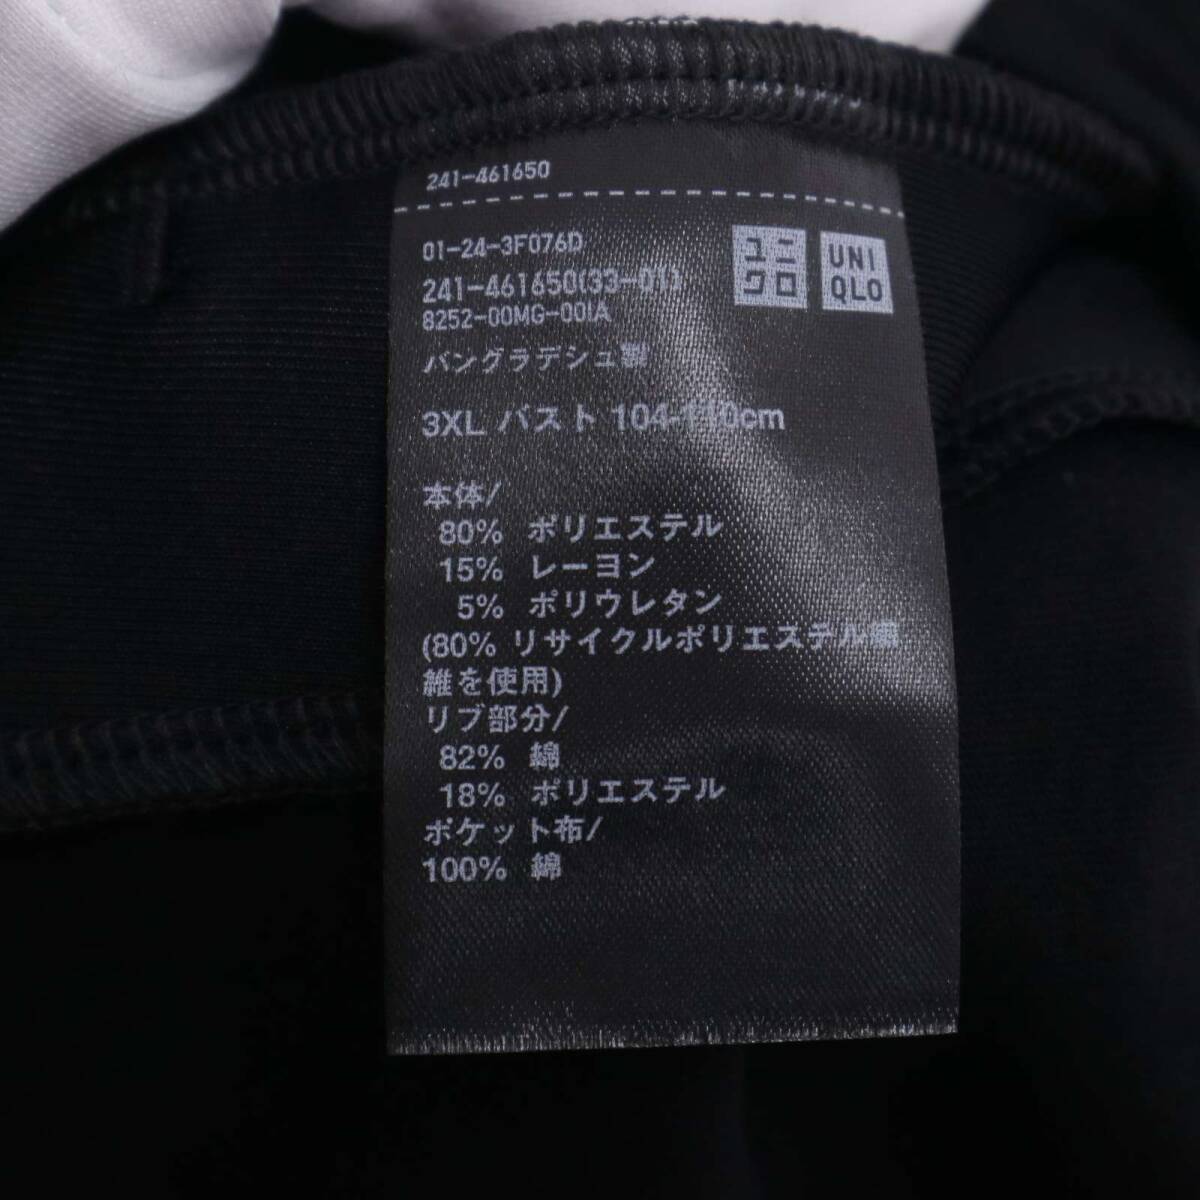 241-461650
01-24-3F076D
241-461650(33-01)
8252-00MG-001A
バングラデシュ製
ユニ
クロ
UNI
QLO
3XL バスト 104-110cm
本体/
80% ポリエステル
15% レーヨン
5% ポリウレタン
(80% リサイクルポリエステル繊
維を使用)
リブ部分/
82% 綿
18% ポリエステル
ポケット布/
100% 綿